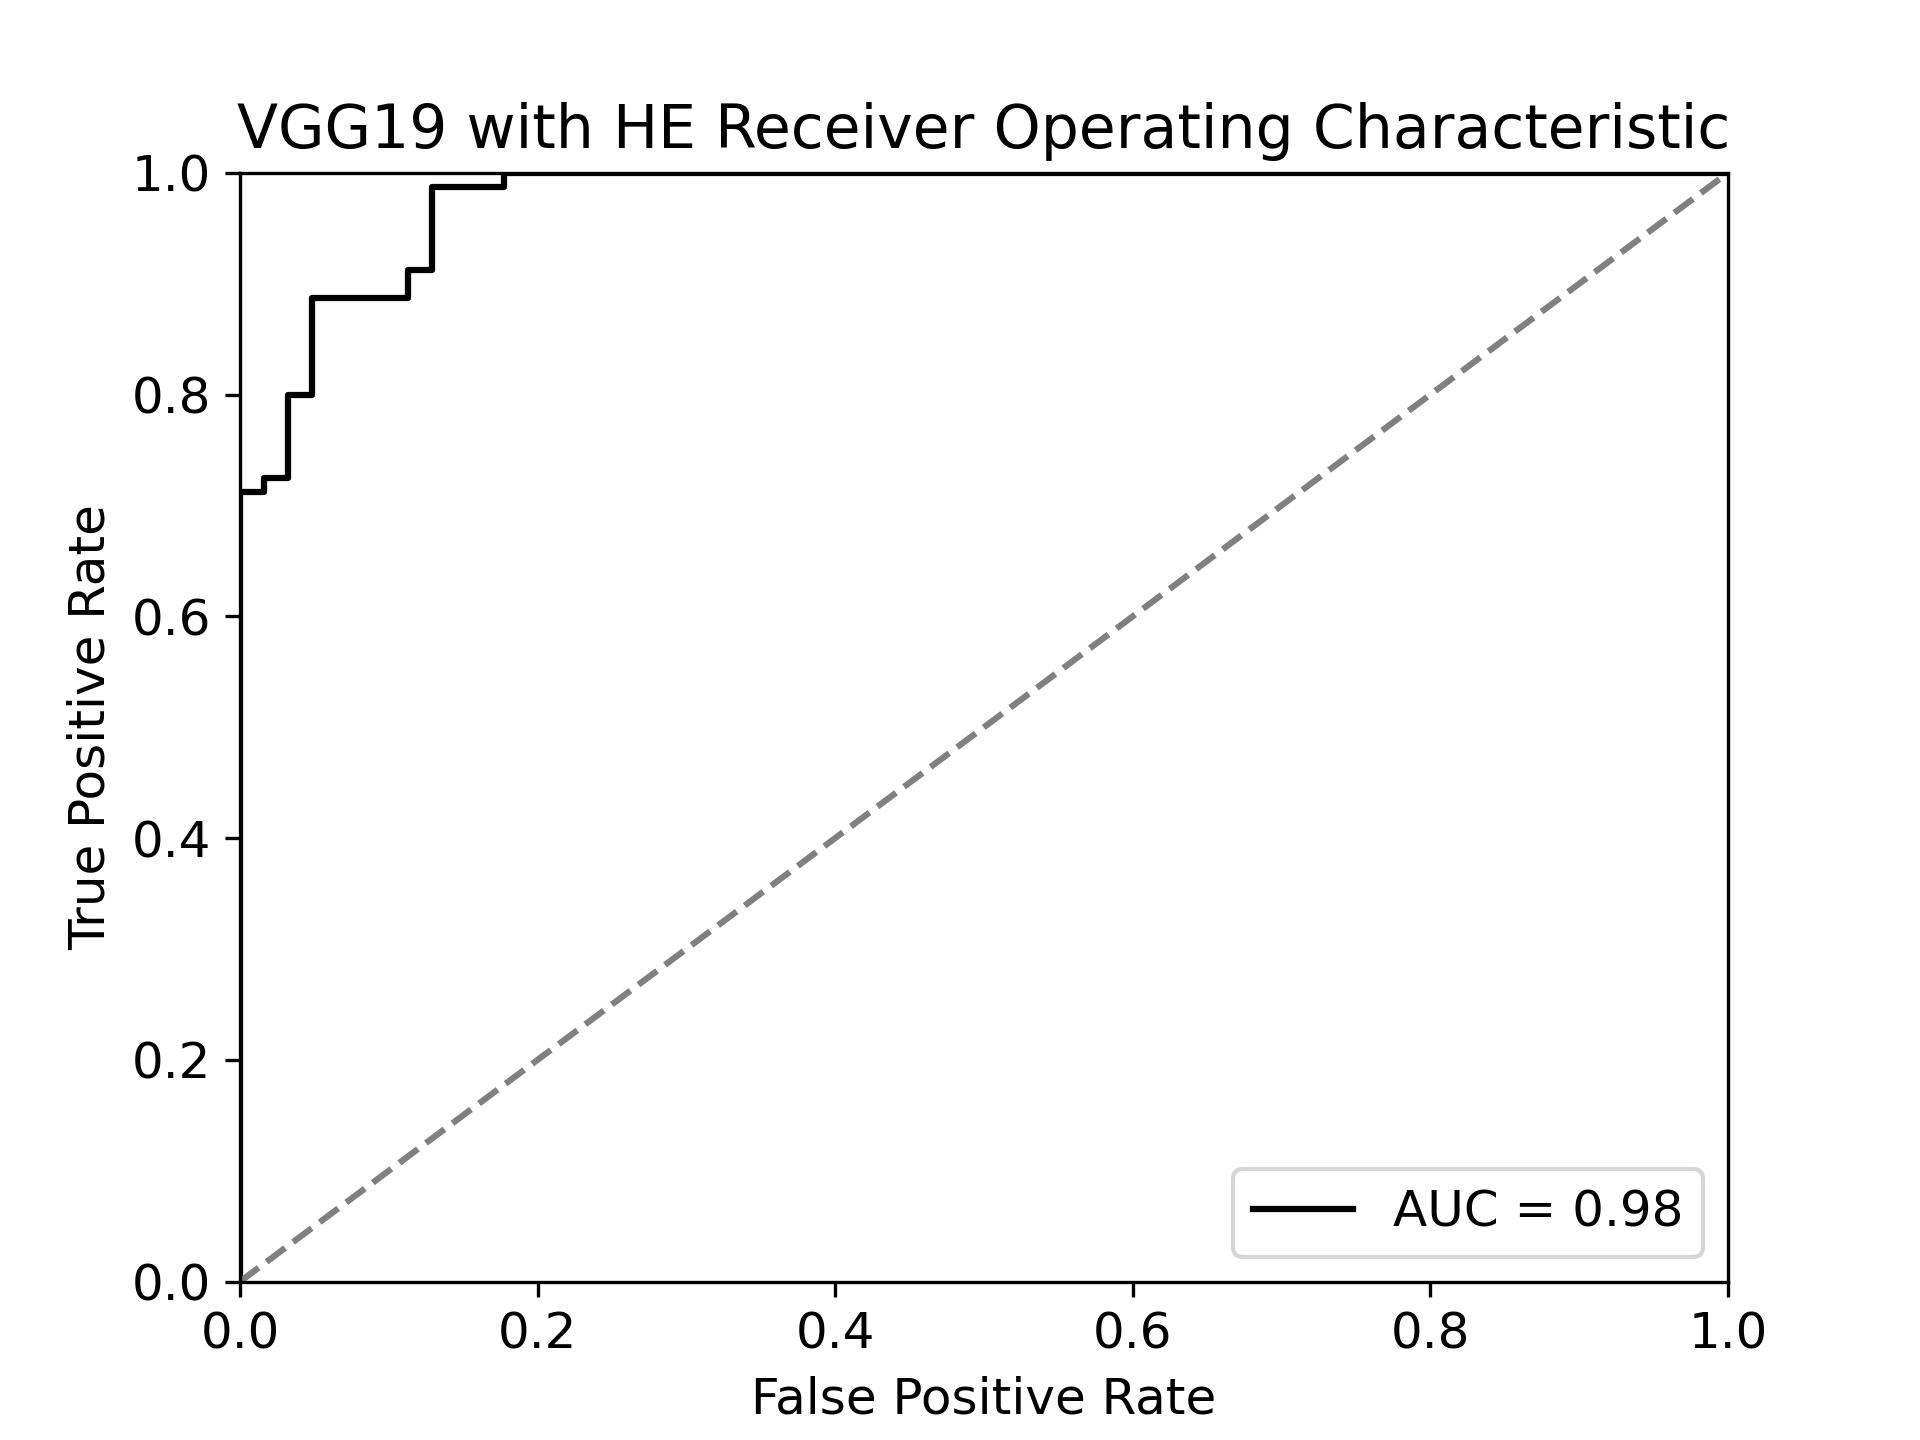 VGG19 with HE Receiver Operating Characteristic
1.0
0.8
0.6
0.4
0.2
0.0
True Positive Rate
AUC = 0.98
0.0 0.2 0.4 0.6 0.8 1.0
False Positive Rate